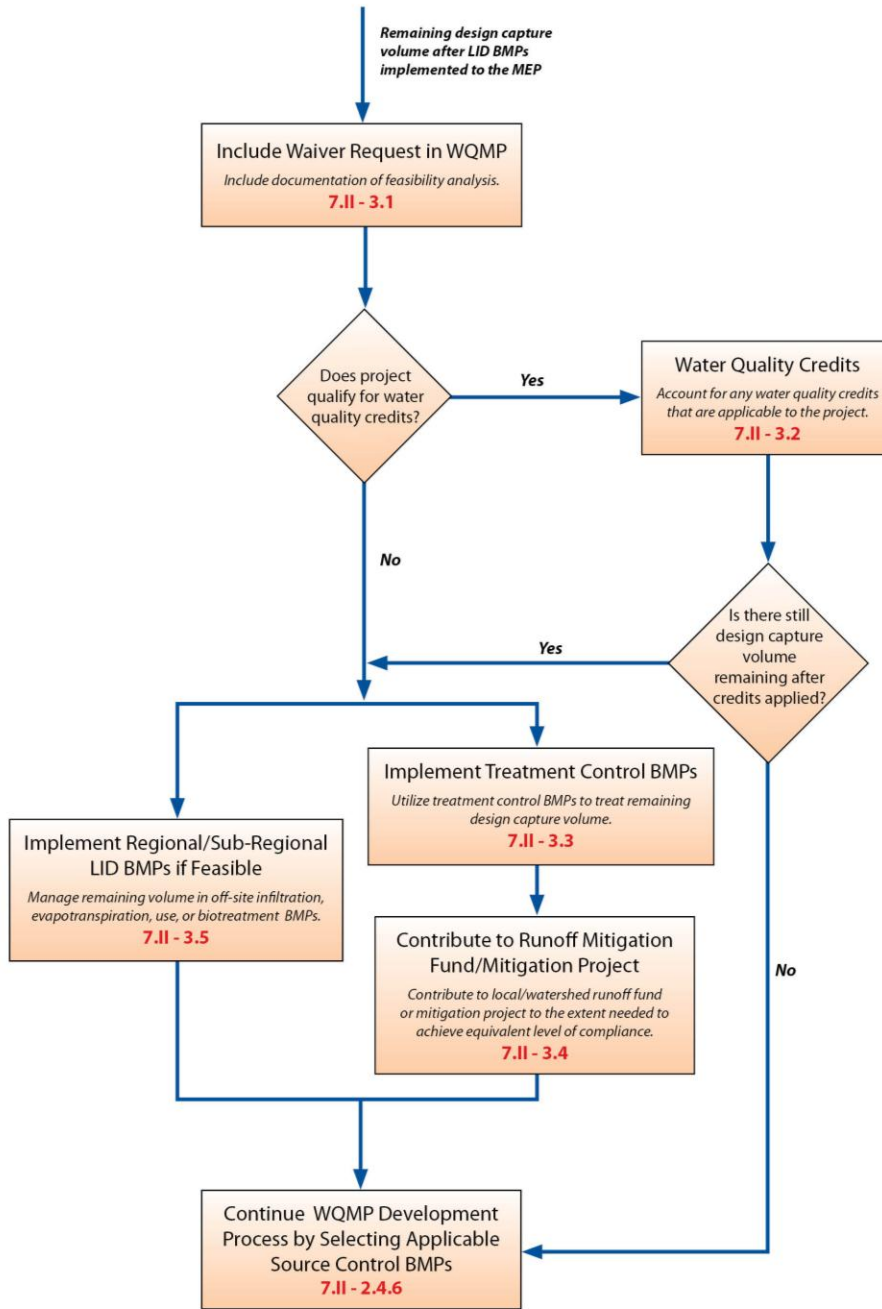 Remaining design capture
volume after LID BMPs
implemented to the MEP
Include Waiver Request in WQMP
Include documentation of feasibility analysis.
7.II - 3.1
Does project
qualify for water
quality credits?
Yes
Water Quality Credits
Account for any water quality credits
that are applicable to the project.
7.II - 3.2
No
Is there still
design capture
volume
remaining after
credits applied?
Yes
Implement Treatment Control BMPs
Utilize treatment control BMPs to treat remaining
design capture volume.
7.II - 3.3
Implement Regional/Sub-Regional
LID BMPs if Feasible
Manage remaining volume in off-site infiltration,
evapotranspiration, use, or biotreatment BMPs.
7.II - 3.5
Contribute to Runoff Mitigation
Fund/Mitigation Project
Contribute to local/watershed runoff fund
or mitigation project to the extent needed to
achieve equivalent level of compliance.
7.II - 3.4
No
Continue WQMP Development
Process by Selecting Applicable
Source Control BMPs
7.II - 2.4.6